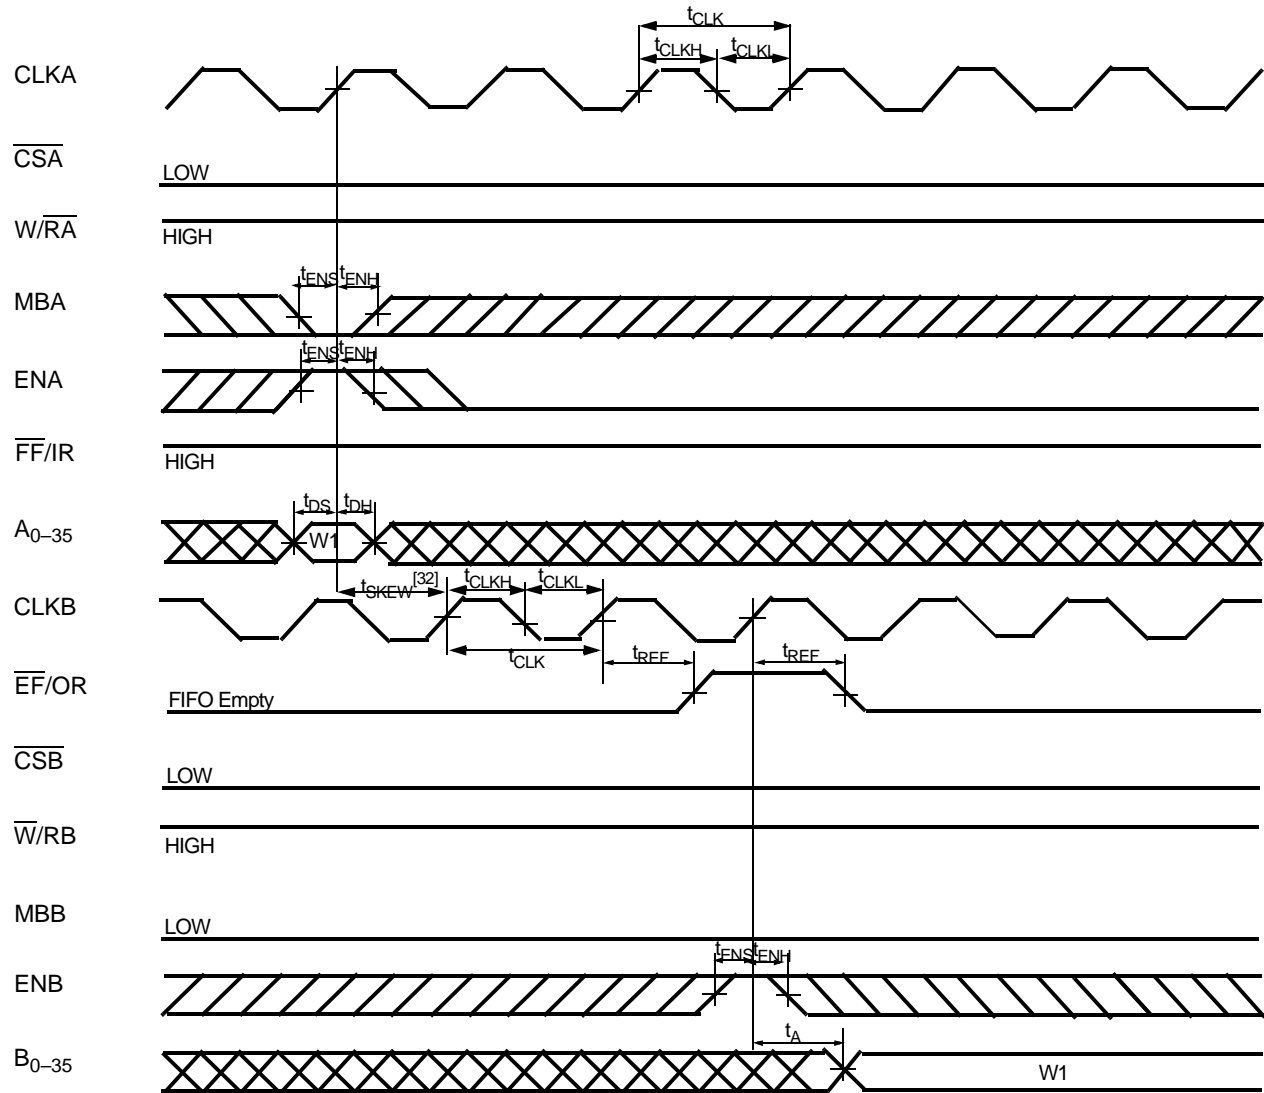 tCLK
tCLKH tCLKL
CLKA
CSA
LOW
W/RA
HIGH
tENS tENH
MBA
tENS tENH
ENA
FF/IR
HIGH
tDS tDH
A0–35
W1
tSKEW[32] tCLKH tCLKL
CLKB
tCLK tREF tREF
EF/OR
FIFO Empty
CSB
LOW
W/RB
HIGH
MBB
LOW
tENS tENH
ENB
tA
B0–35
W1